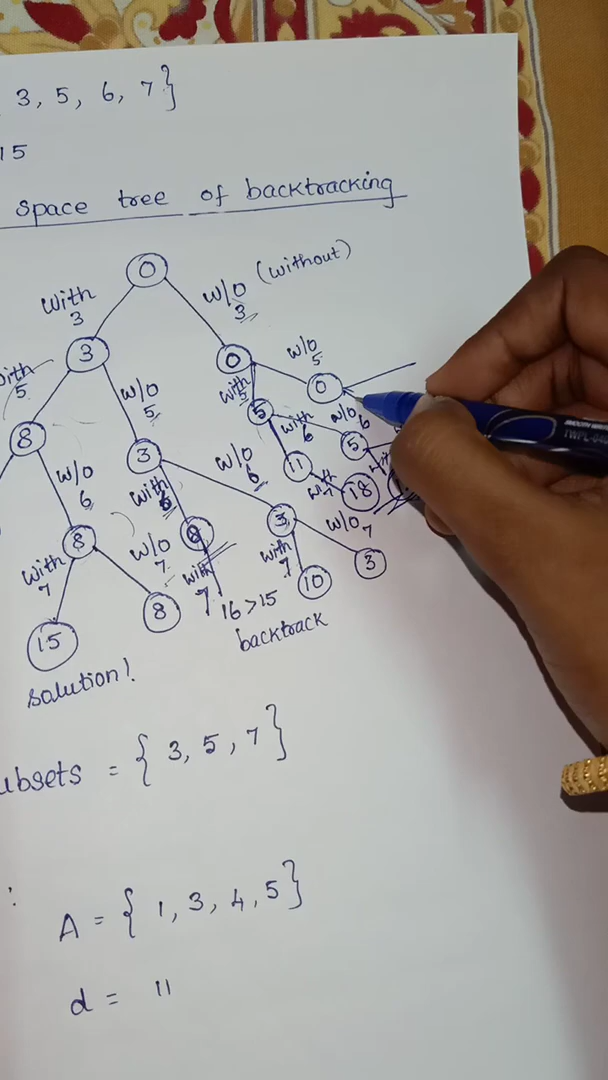 3, 5, 6, 7}
15
space tree of backtracking
0
With 3
w/o 3 (without)
3
0
w/o 5
with 5
w/o 5
with 5
0
8
3
5
with 6
w/o 6
w/o 6
with 6
w/o 6
5
11
with 7
18
8
3
with 7
w/o 7
with 7
with 7
w/o 7
3
15
8
16 > 15
10
backtrack
solution!
ubsets = { 3, 5, 7 }
:
A = { 1, 3, 4, 5 }
d = 11